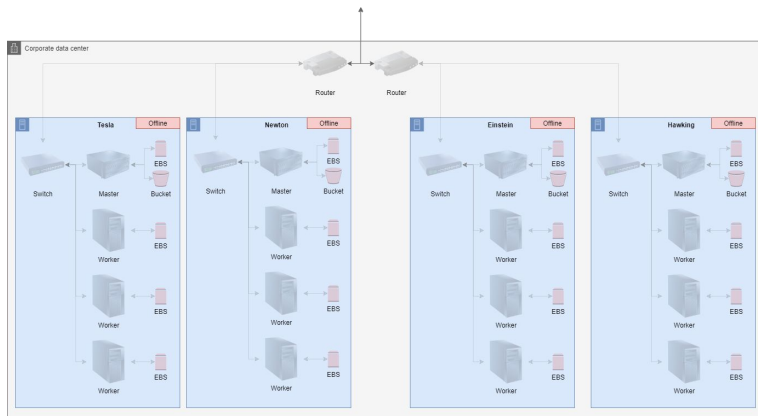 Corporate data center
Router
Router
Tesla
Offline
Newton
Offline
Einstein
Offline
Hawking
Offline
EBS
EBS
EBS
EBS
Switch
Master
Bucket
Switch
Master
Bucket
Switch
Master
Bucket
Switch
Master
Bucket
EBS
EBS
EBS
EBS
Worker
Worker
Worker
Worker
EBS
EBS
EBS
EBS
Worker
Worker
Worker
Worker
EBS
EBS
EBS
EBS
Worker
Worker
Worker
Worker